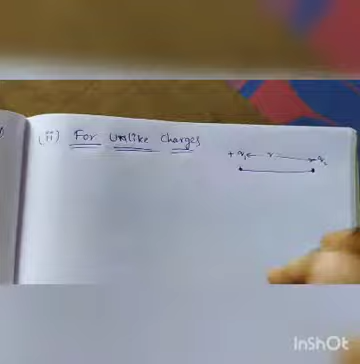 (ii) For Unlike Charges
+q₁ ← r → -q₂
InShOt